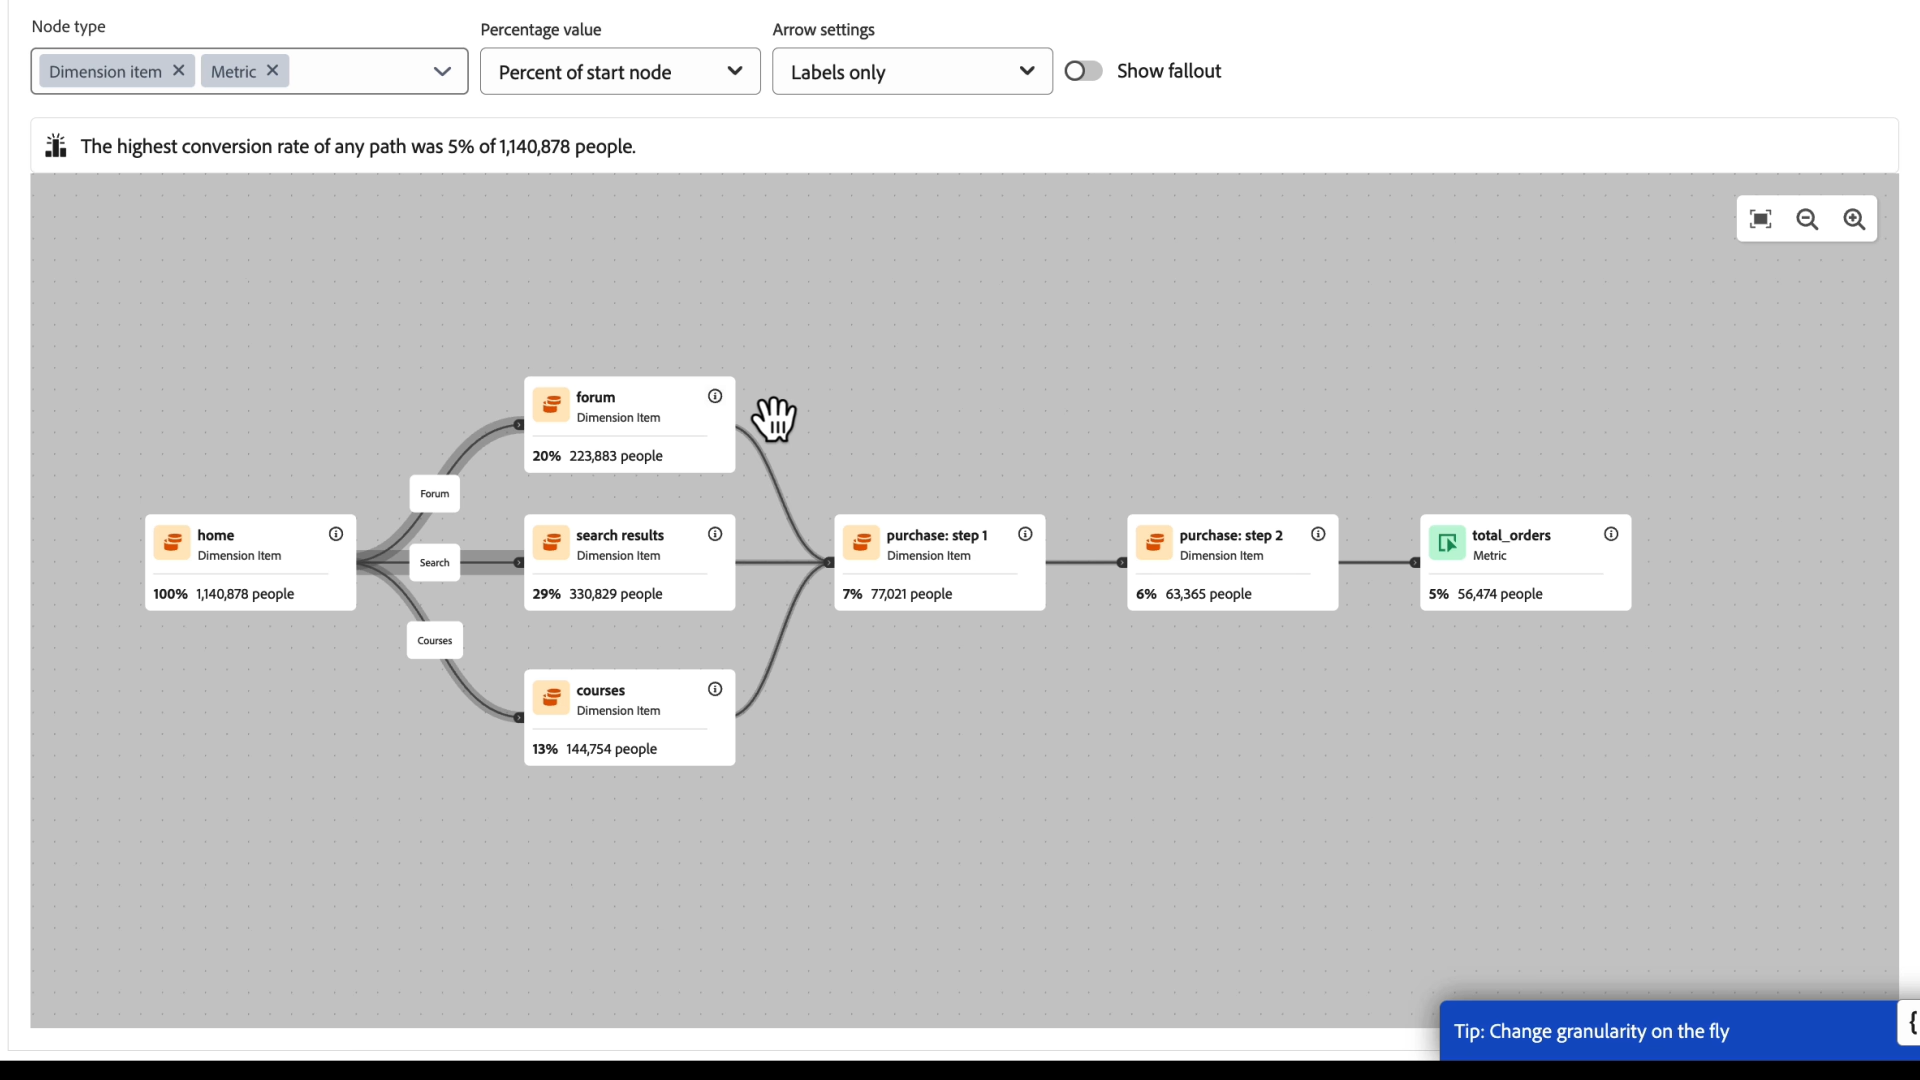 Node type
Percentage value
Arrow settings
Dimension item
Metric
Percent of start node
Labels only
Show fallout
The highest conversion rate of any path was 5% of 1,140,878 people.
forum
Dimension Item
20% 223,883 people
Forum
home
Dimension Item
100% 1,140,878 people
Search
search results
Dimension Item
29% 330,829 people
purchase: step 1
Dimension Item
7% 77,021 people
purchase: step 2
Dimension Item
6% 63,365 people
total_orders
Metric
5% 56,474 people
Courses
courses
Dimension Item
13% 144,754 people
Tip: Change granularity on the fly
{